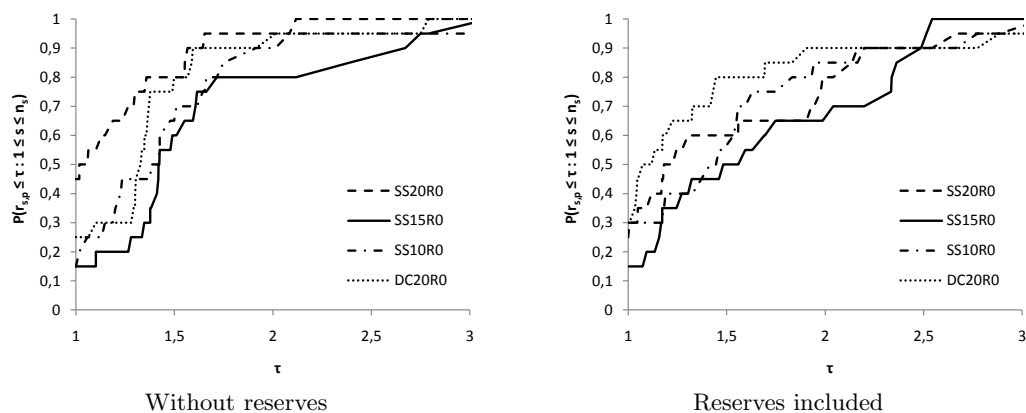 P(r_{s,p} ≤ τ : 1 ≤ s ≤ n_s)
1
0,9
0,8
0,7
0,6
0,5
0,4
0,3
0,2
0,1
0
SS20R0
SS15R0
SS10R0
DC20R0
1 1,5 2 2,5 3
τ
Without reserves
P(r_{s,p} ≤ τ : 1 ≤ s ≤ n_s)
1
0,9
0,8
0,7
0,6
0,5
0,4
0,3
0,2
0,1
0
SS20R0
SS15R0
SS10R0
DC20R0
1 1,5 2 2,5 3
τ
Reserves included